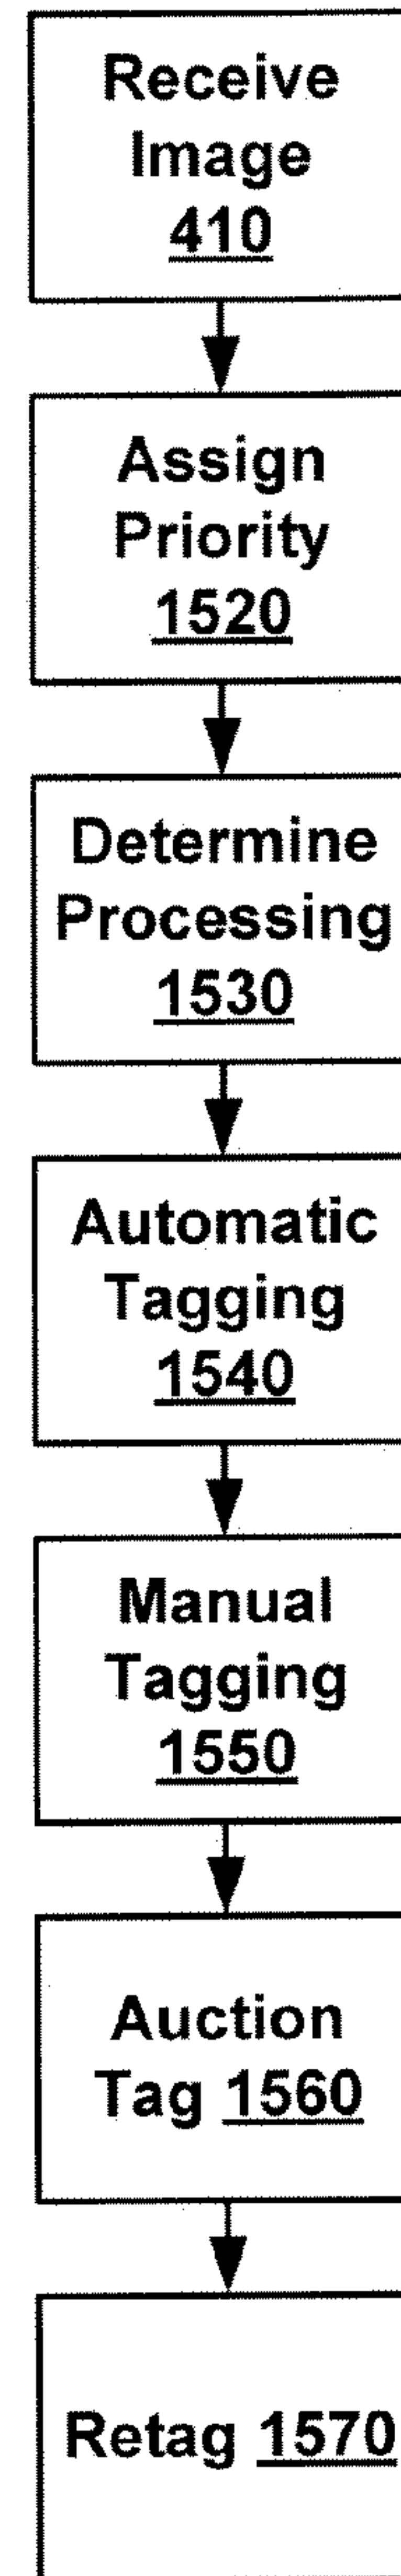 Receive
Image
410
Assign
Priority
1520
Determine
Processing
1530
Automatic
Tagging
1540
Manual
Tagging
1550
Auction
Tag 1560
Retag 1570